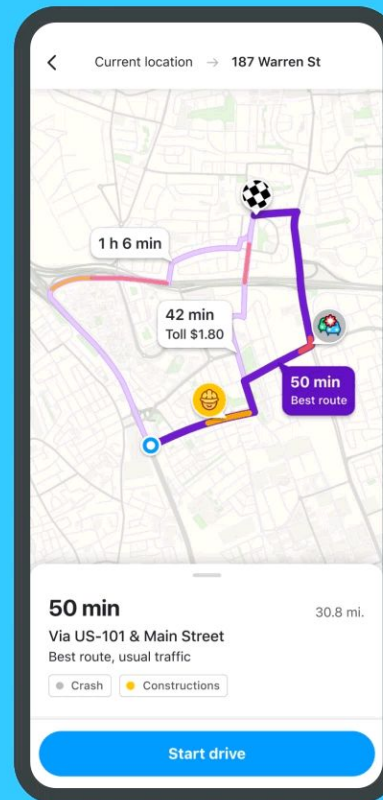 Current location → 187 Warren St
1 h 6 min
42 min
Toll $1.80
50 min
Best route
50 min
30.8 mi.
Via US-101 & Main Street
Best route, usual traffic
Crash
Constructions
Start drive